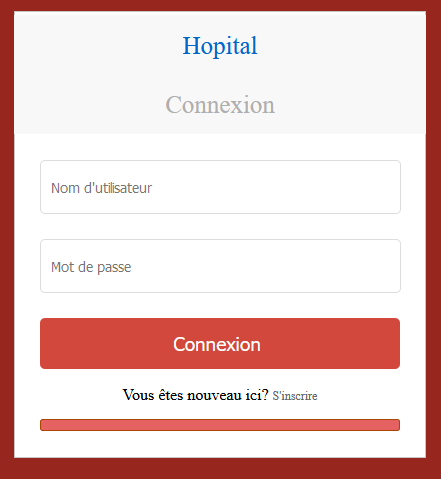 Hopital
Connexion
Nom d'utilisateur
Mot de passe
Connexion
Vous êtes nouveau ici? S'inscrire